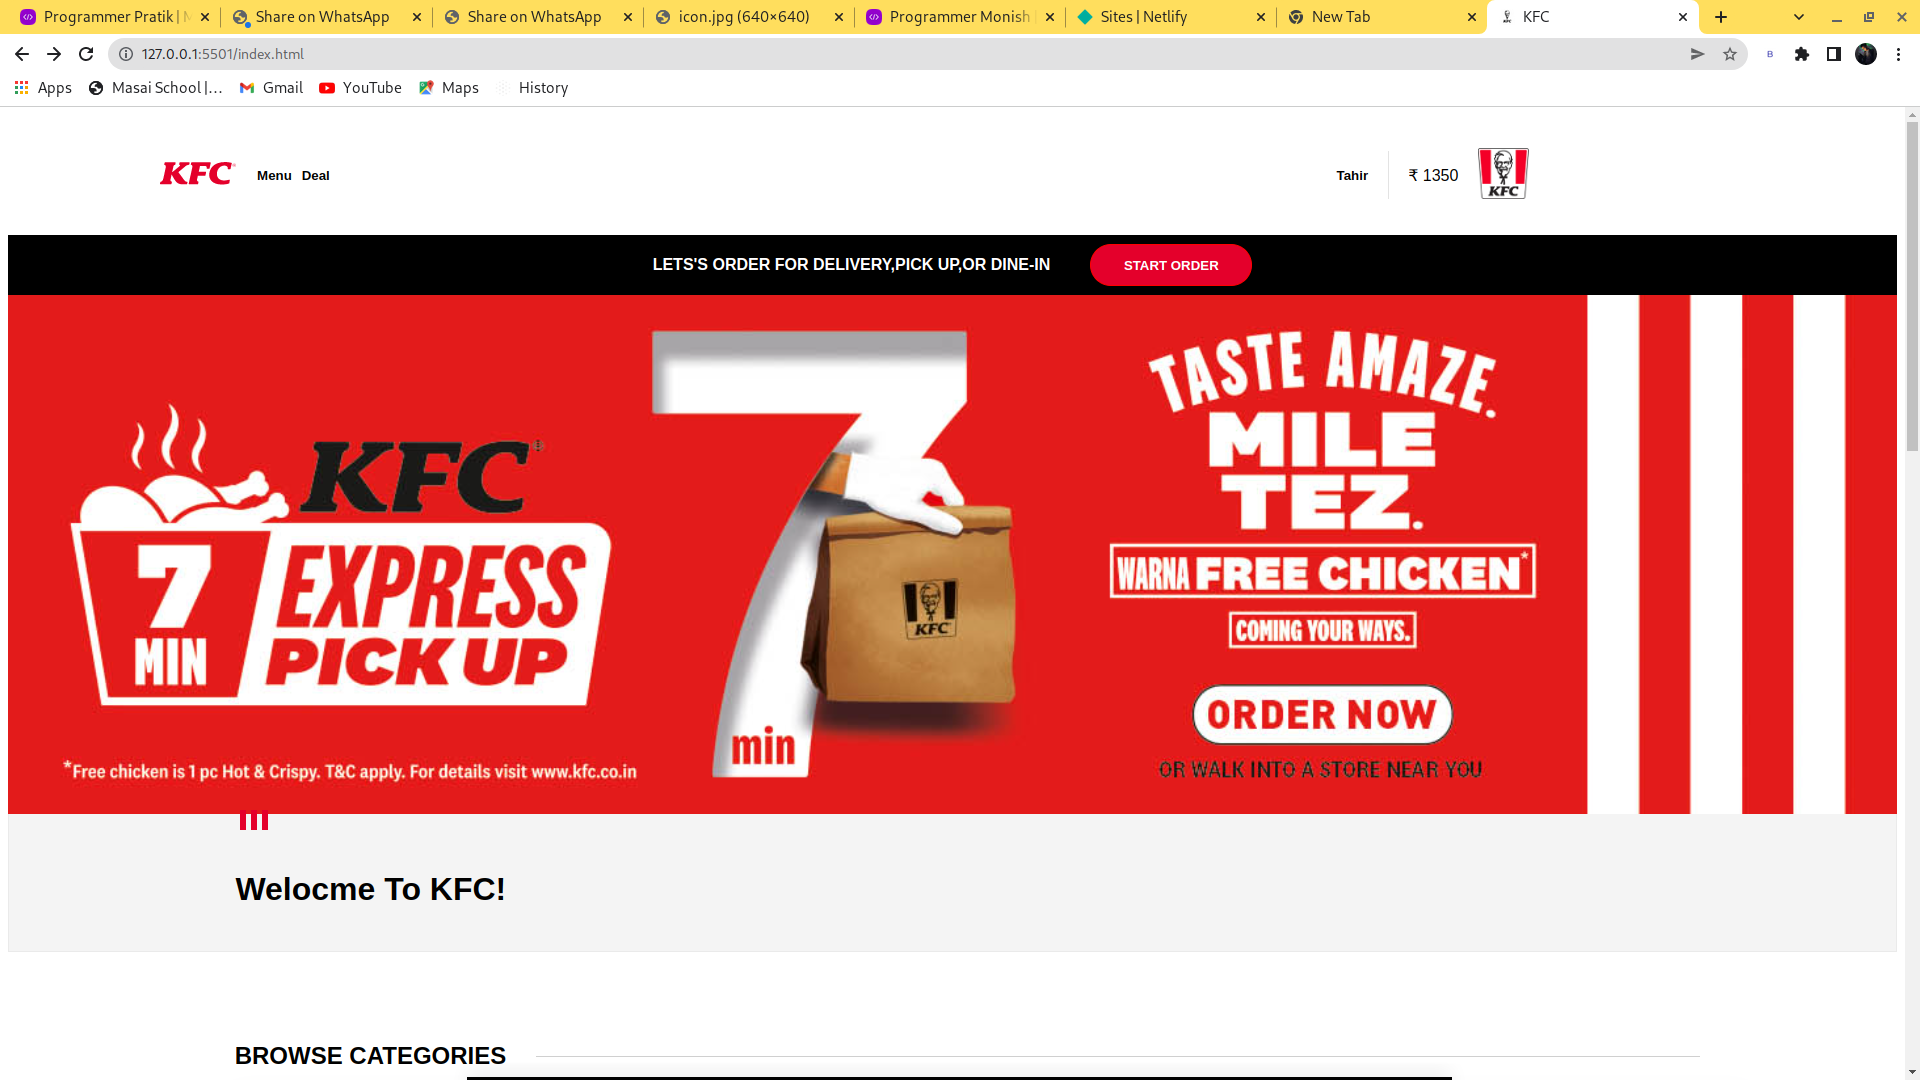 Programmer Pratik | M
Share on WhatsApp
Share on WhatsApp
icon.jpg (640×640)
Programmer Monish |
Sites | Netlify
New Tab
KFC
127.0.0.1:5501/index.html
B
Apps
Masai School |...
Gmail
YouTube
Maps
History
KFC
Menu
Deal
Tahir
₹ 1350
KFC
LETS'S ORDER FOR DELIVERY,PICK UP,OR DINE-IN
START ORDER
KFC
7
MIN
EXPRESS
PICK UP
*Free chicken is 1 pc Hot & Crispy. T&C apply. For details visit www.kfc.co.in
7
min
KFC
TASTE AMAZE.
MILE
TEZ.
WARNA FREE CHICKEN*
COMING YOUR WAYS.
ORDER NOW
OR WALK INTO A STORE NEAR YOU
Welocme To KFC!
BROWSE CATEGORIES